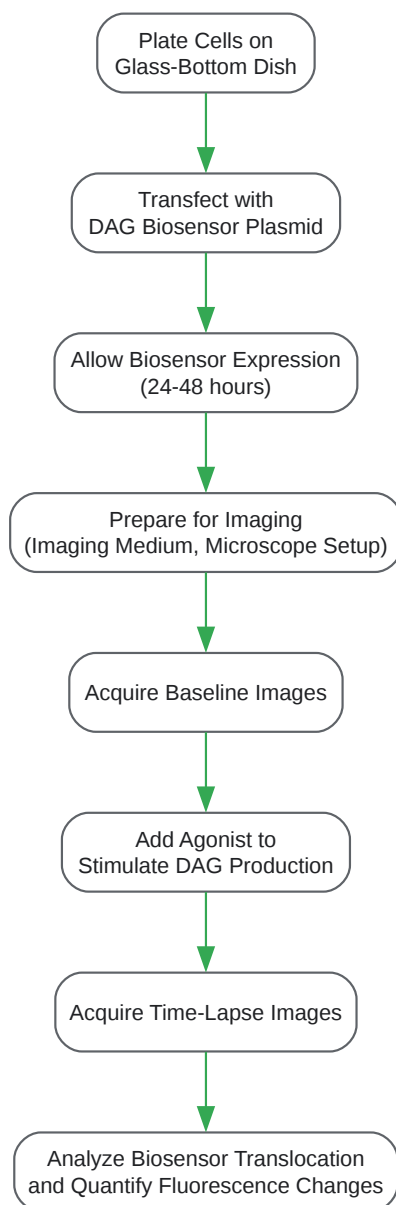 Plate Cells on
Glass-Bottom Dish
Transfect with
DAG Biosensor Plasmid
Allow Biosensor Expression
(24-48 hours)
Prepare for Imaging
(Imaging Medium, Microscope Setup)
Acquire Baseline Images
Add Agonist to
Stimulate DAG Production
Acquire Time-Lapse Images
Analyze Biosensor Translocation
and Quantify Fluorescence Changes